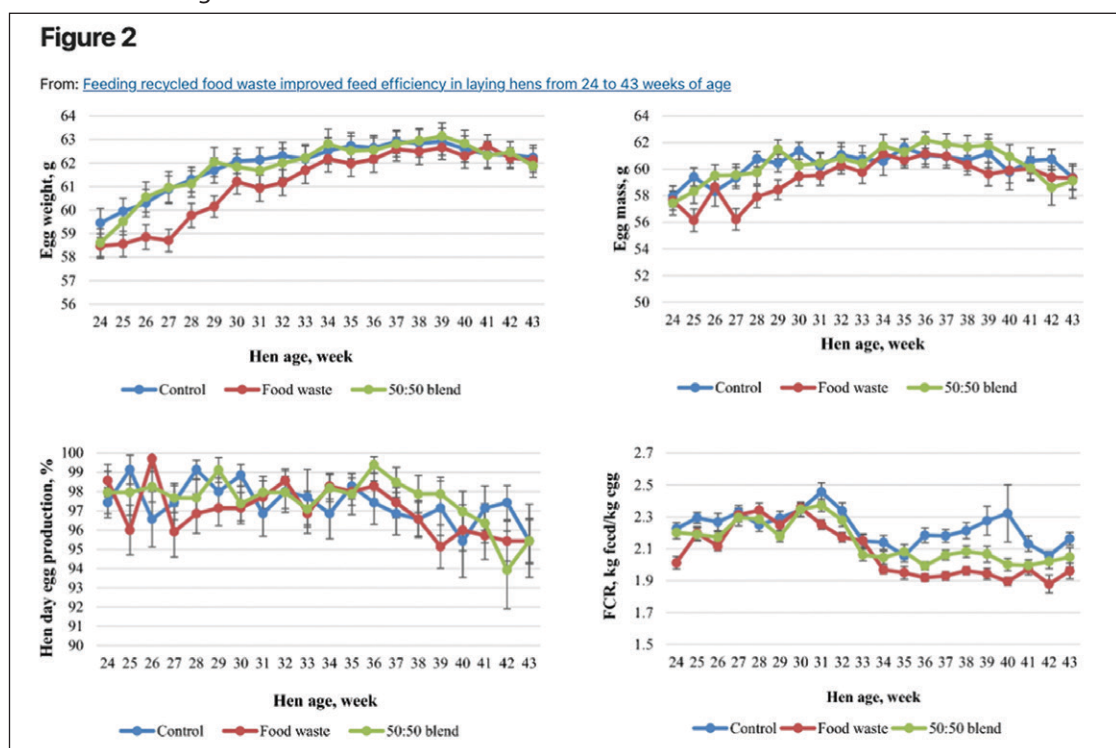 Figure 2
From: Feeding recycled food waste improved feed efficiency in laying hens from 24 to 43 weeks of age
Egg weight, g
64
63
62
61
60
59
58
57
56
24 25 26 27 28 29 30 31 32 33 34 35 36 37 38 39 40 41 42 43
Hen age, week
Control Food waste 50:50 blend
Egg mass, g
64
62
60
58
56
54
52
50
24 25 26 27 28 29 30 31 32 33 34 35 36 37 38 39 40 41 42 43
Hen age, week
Control Food waste 50:50 blend
Hen day egg production, %
100
99
98
97
96
95
94
93
92
91
90
24 25 26 27 28 29 30 31 32 33 34 35 36 37 38 39 40 41 42 43
Hen age, week
Control Food waste 50:50 blend
FCR, kg feed/kg egg
2.7
2.5
2.3
2.1
1.9
1.7
1.5
24 25 26 27 28 29 30 31 32 33 34 35 36 37 38 39 40 41 42 43
Hen age, week
Control Food waste 50:50 blend